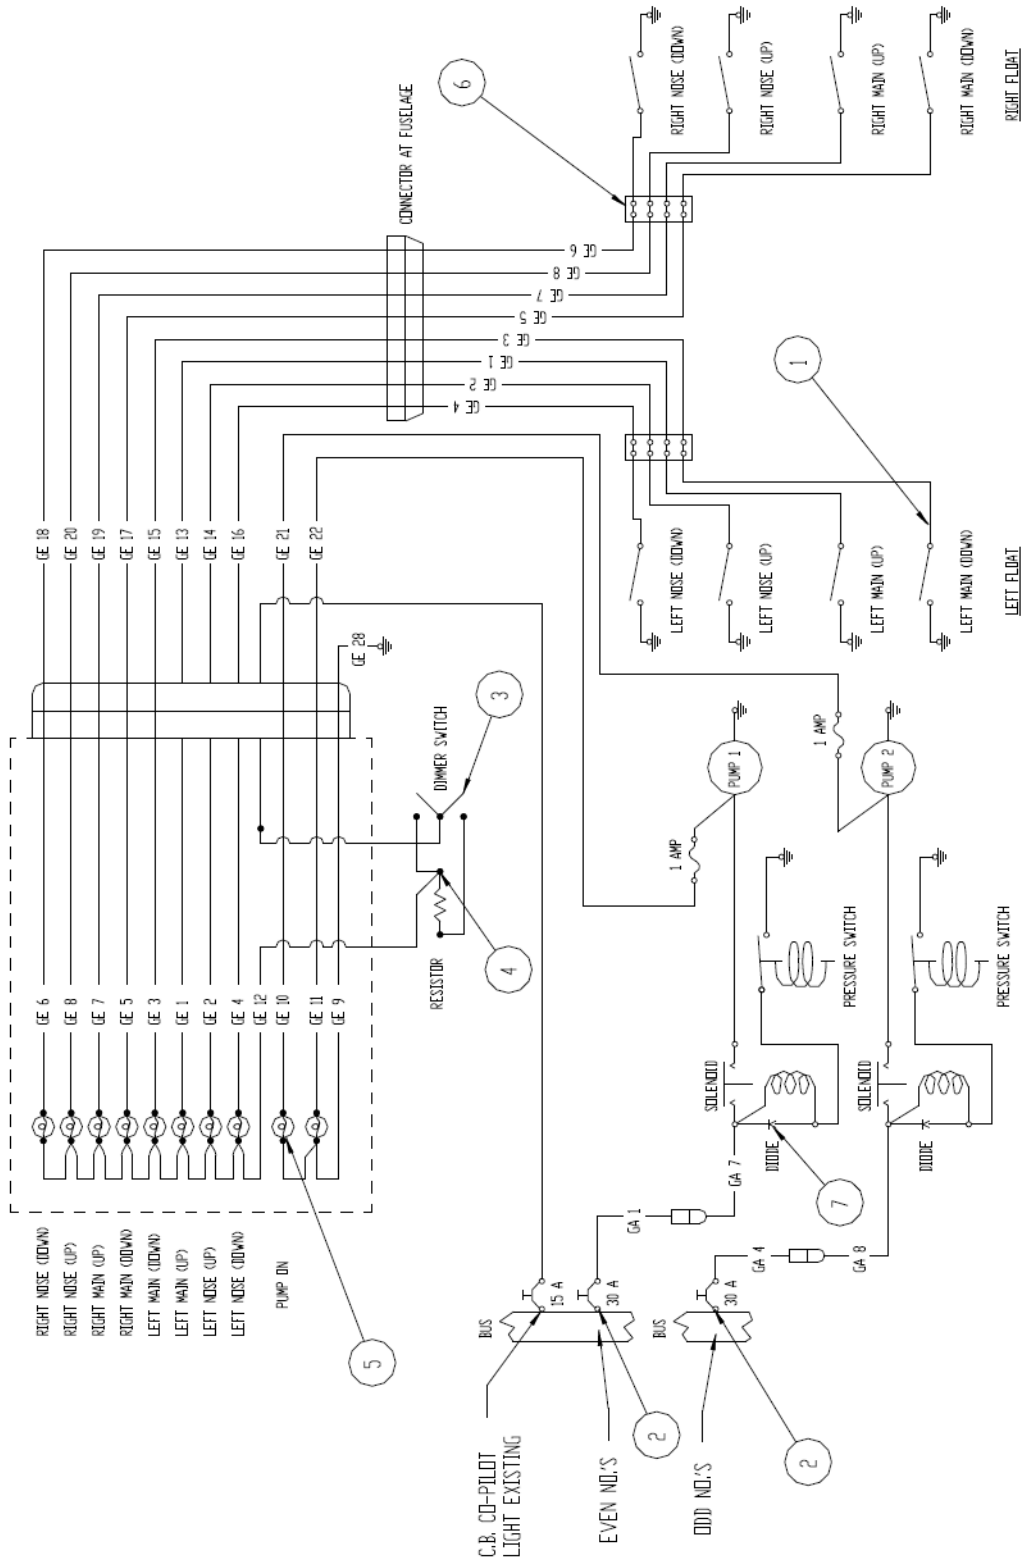 RIGHT NOSE (DOWN)
RIGHT NOSE (UP)
RIGHT MAIN (UP)
RIGHT MAIN (DOWN)
LEFT MAIN (DOWN)
LEFT MAIN (UP)
LEFT NOSE (UP)
LEFT NOSE (DOWN)
PUMP ON
5
GE 6
GE 8
GE 7
GE 5
GE 3
GE 1
GE 2
GE 4
GE 12
GE 10
GE 11
GE 9
GE 18
GE 20
GE 19
GE 17
GE 15
GE 13
GE 14
GE 16
GE 21
GE 22
GE 28
CONNECTOR AT FUSELAGE
GE 6
GE 8
GE 7
GE 5
GE 3
GE 1
GE 2
GE 4
RESISTOR
4
DIMMER SWITCH
3
6
1
C.B. CO-PILOT
LIGHT EXISTING
BUS
15 A
30 A
EVEN NO.'S
2
BUS
30 A
ODD NO.'S
2
GA 1
GA 7
GA 4
GA 8
SOLENOID
DIODE
7
PRESSURE SWITCH
1 AMP
PUMP 1
SOLENOID
DIODE
PRESSURE SWITCH
1 AMP
PUMP 2
LEFT NOSE (DOWN)
LEFT NOSE (UP)
LEFT MAIN (UP)
LEFT MAIN (DOWN)
LEFT FLOAT
RIGHT NOSE (DOWN)
RIGHT NOSE (UP)
RIGHT MAIN (UP)
RIGHT MAIN (DOWN)
RIGHT FLOAT